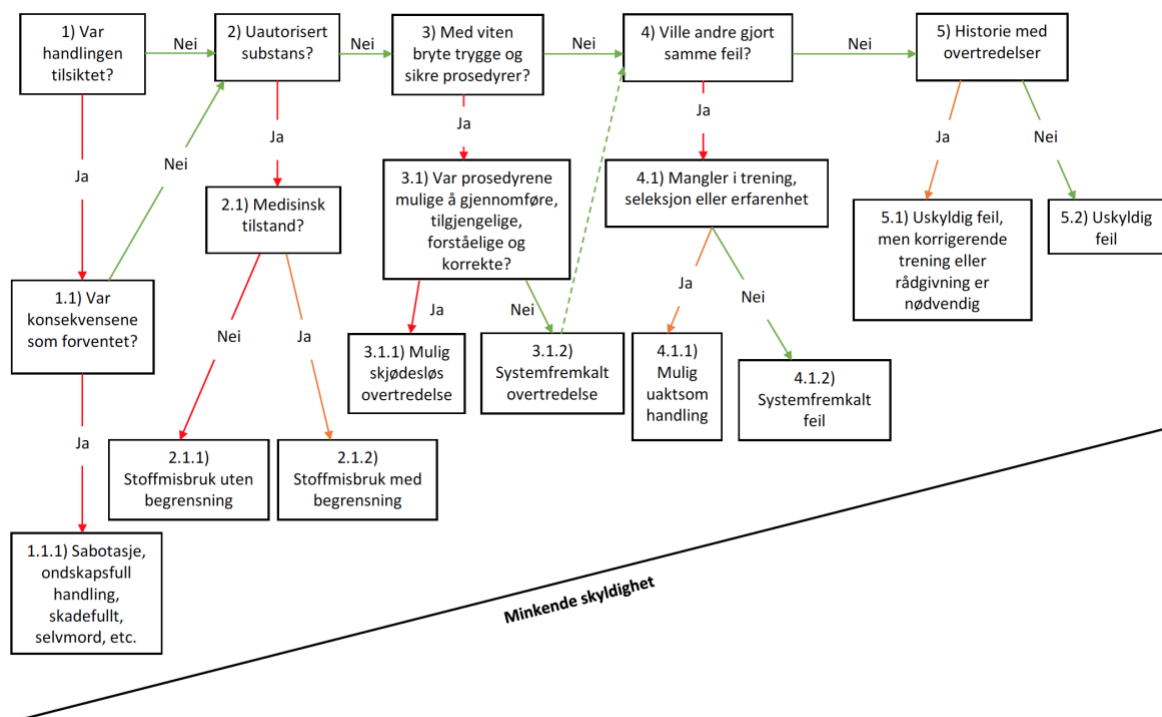 1) Var
handlingen
tilsiktet?
Nei
2) Uautorisert
substans?
Nei
3) Med viten
bryte trygge og
sikre prosedyrer?
Nei
4) Ville andre gjort
samme feil?
Nei
5) Historie med
overtredelser
Ja
Nei
Ja
Ja
Ja
Ja
Nei
2.1) Medisinsk
tilstand?
3.1) Var prosedyrene
mulige å gjennomføre,
tilgjengelige,
forståelige og
korrekte?
4.1) Mangler i trening,
seleksjon eller erfarenhet
5.1) Uskyldig feil,
men korrigerende
trening eller
rådgivning er
nødvendig
5.2) Uskyldig
feil
1.1) Var
konsekvensene
som forventet?
Nei
Ja
Ja
Nei
Ja
Nei
3.1.1) Mulig
skjødesløs
overtredelse
3.1.2)
Systemfremkalt
overtredelse
4.1.1)
Mulig
uaktsom
handling
4.1.2)
Systemfremkalt
feil
Ja
2.1.1)
Stoffmisbruk uten
begrensning
2.1.2)
Stoffmisbruk med
begrensning
1.1.1) Sabotasje,
ondskapsfull
handling,
skadefullt,
selvmord, etc.
Minkende skyldighet